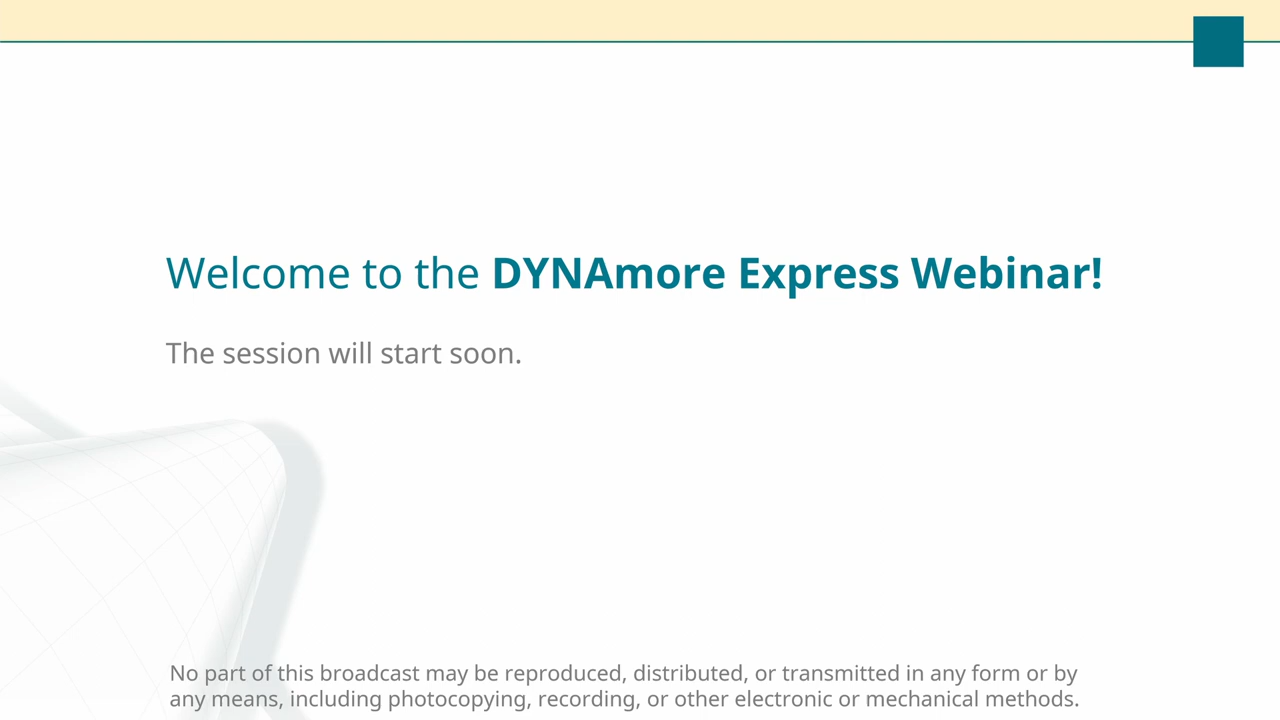 Welcome to the DYNAmore Express Webinar!
The session will start soon.
No part of this broadcast may be reproduced, distributed, or transmitted in any form or by
any means, including photocopying, recording, or other electronic or mechanical methods.